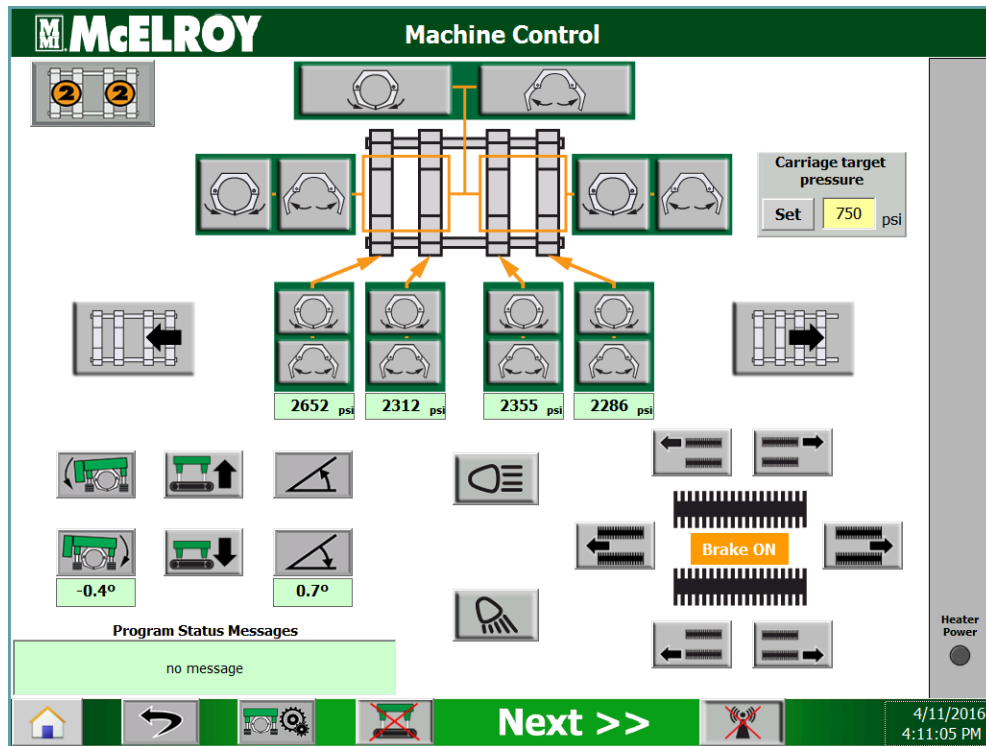 M
MI.
McELROY
Machine Control
2 2
Carriage target
pressure
Set 750 psi
2652 psi 2312 psi 2355 psi 2286 psi
Brake ON
-0.4º 0.7º
Program Status Messages
no message
Heater
Power
Next >>
4/11/2016
4:11:05 PM